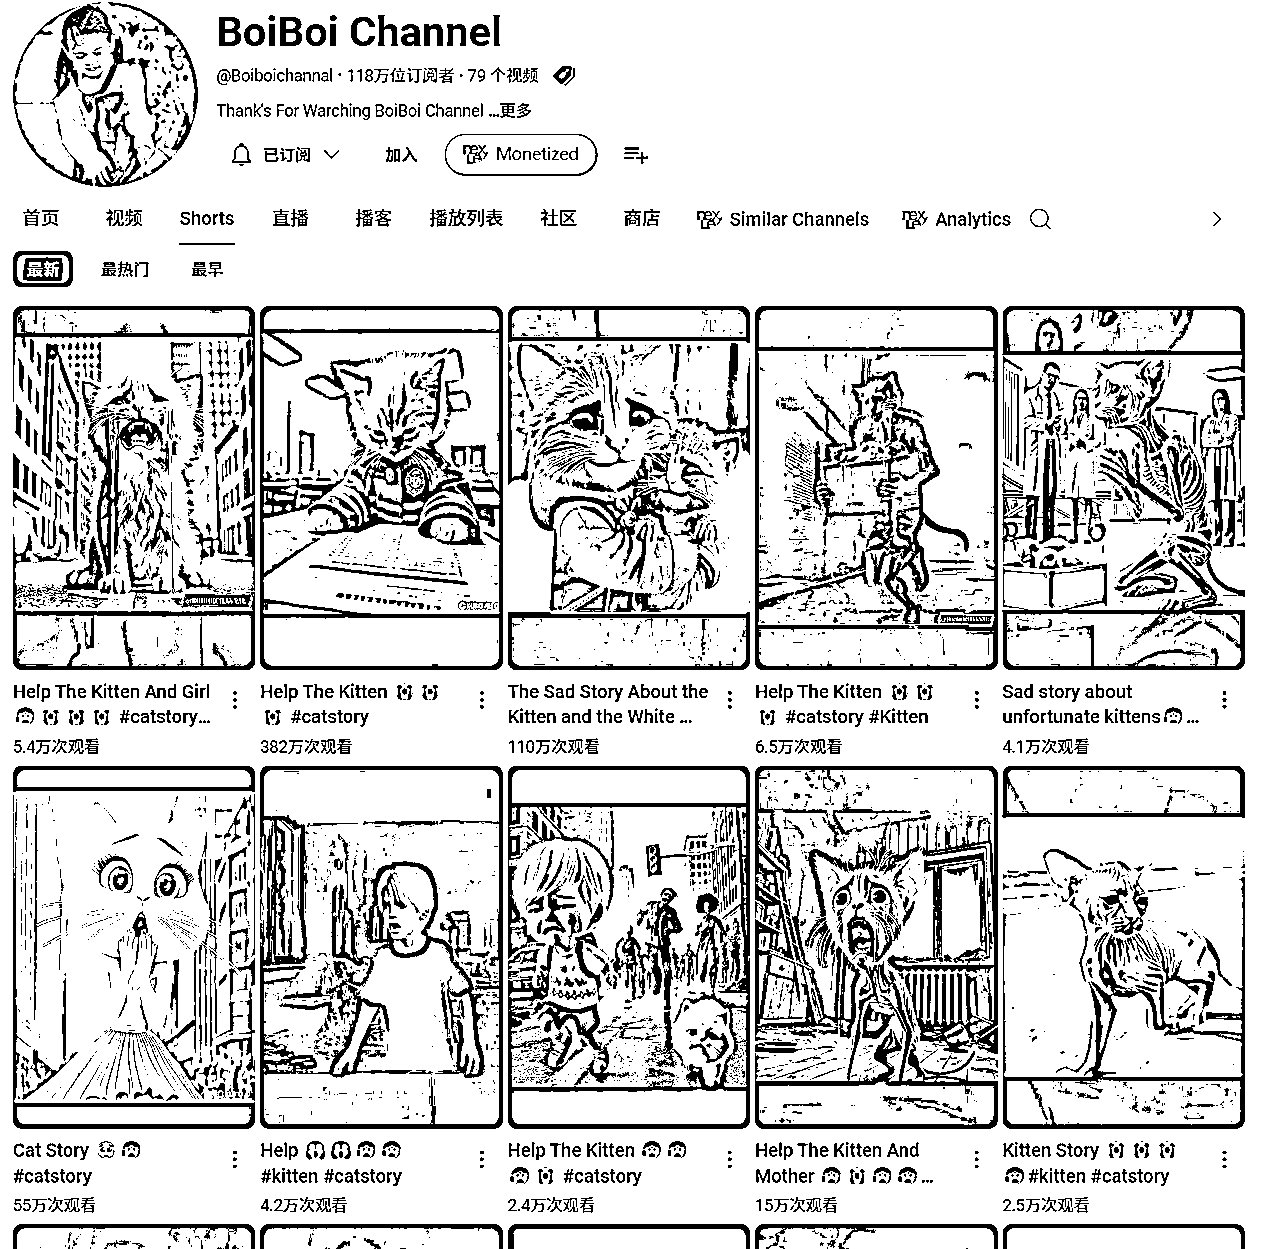 BoiBoi Channel
@Boiboichannal · 118万位订阅者 · 79 个视频
Thank's For Warching BoiBoi Channel ...更多
已订阅 加入 Monetized
首页 视频 Shorts 直播 播客 播放列表 社区 商店 Similar Channels Analytics
最新 最热门 最早
Help The Kitten And Girl
#catstory...
5.4万次观看
Help The Kitten
#catstory
382万次观看
The Sad Story About the
Kitten and the White ...
110万次观看
Help The Kitten
#catstory #Kitten
6.5万次观看
Sad story about
unfortunate kittens ...
4.1万次观看
Cat Story
#catstory
55万次观看
Help
#kitten #catstory
4.2万次观看
Help The Kitten
#catstory
2.4万次观看
Help The Kitten And
Mother ...
15万次观看
Kitten Story
#kitten #catstory
2.5万次观看